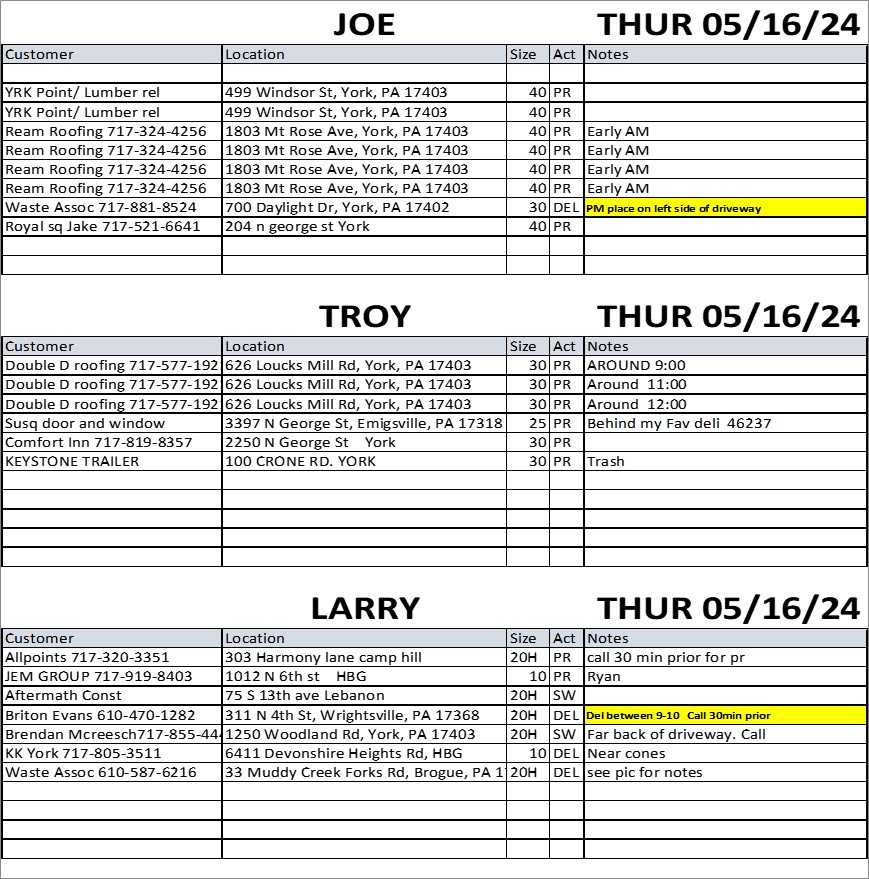 JOE THUR 05/16/24
Customer Location Size Act Notes
YRK Point/ Lumber rel 499 Windsor St, York, PA 17403 40 PR
YRK Point/ Lumber rel 499 Windsor St, York, PA 17403 40 PR
Ream Roofing 717-324-4256 1803 Mt Rose Ave, York, PA 17403 40 PR Early AM
Ream Roofing 717-324-4256 1803 Mt Rose Ave, York, PA 17403 40 PR Early AM
Ream Roofing 717-324-4256 1803 Mt Rose Ave, York, PA 17403 40 PR Early AM
Ream Roofing 717-324-4256 1803 Mt Rose Ave, York, PA 17403 40 PR Early AM
Waste Assoc 717-881-8524 700 Daylight Dr, York, PA 17402 30 DEL PM place on left side of driveway
Royal sq Jake 717-521-6641 204 n george st York 40 PR
TROY THUR 05/16/24
Customer Location Size Act Notes
Double D roofing 717-577-192 626 Loucks Mill Rd, York, PA 17403 30 PR AROUND 9:00
Double D roofing 717-577-192 626 Loucks Mill Rd, York, PA 17403 30 PR Around 11:00
Double D roofing 717-577-192 626 Loucks Mill Rd, York, PA 17403 30 PR Around 12:00
Susq door and window 3397 N George St, Emigsville, PA 17318 25 PR Behind my Fav deli 46237
Comfort Inn 717-819-8357 2250 N George St York 30 PR
KEYSTONE TRAILER 100 CRONE RD. YORK 30 PR Trash
LARRY THUR 05/16/24
Customer Location Size Act Notes
Allpoints 717-320-3351 303 Harmony lane camp hill 20H PR call 30 min prior for pr
JEM GROUP 717-919-8403 1012 N 6th st HBG 10 PR Ryan
Aftermath Const 75 S 13th ave Lebanon 20H SW
Briton Evans 610-470-1282 311 N 4th St, Wrightsville, PA 17368 20H DEL Del between 9-10 Call 30min prior
Brendan Mcreesch717-855-44 1250 Woodland Rd, York, PA 17403 20H SW Far back of driveway. Call
KK York 717-805-3511 6411 Devonshire Heights Rd, HBG 10 DEL Near cones
Waste Assoc 610-587-6216 33 Muddy Creek Forks Rd, Brogue, PA 1 20H DEL see pic for notes